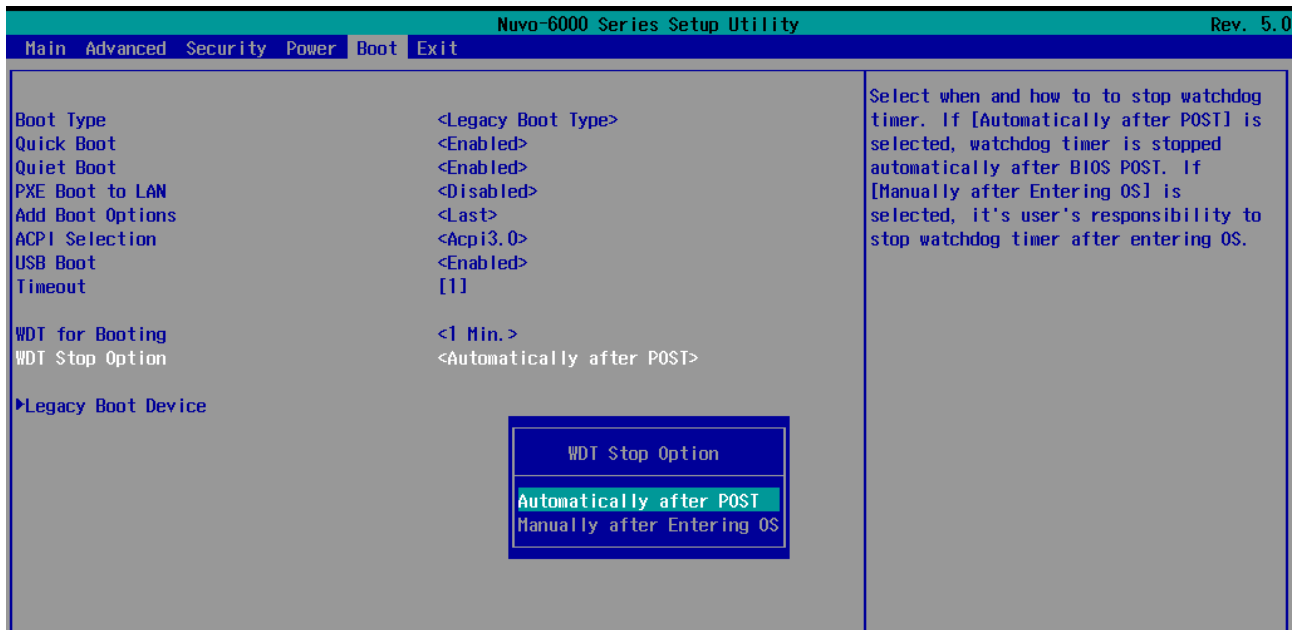 Nuvo-6000 Series Setup Utility Rev. 5.0
Main Advanced Security Power Boot Exit
Boot Type <Legacy Boot Type>
Quick Boot <Enabled>
Quiet Boot <Enabled>
PXE Boot to LAN <Disabled>
Add Boot Options <Last>
ACPI Selection <Acpi3.0>
USB Boot <Enabled>
Timeout [1]
WDT for Booting <1 Min.>
WDT Stop Option <Automatically after POST>
▶Legacy Boot Device
Select when and how to to stop watchdog
timer. If [Automatically after POST] is
selected, watchdog timer is stopped
automatically after BIOS POST. If
[Manually after Entering OS] is
selected, it's user's responsibility to
stop watchdog timer after entering OS.
WDT Stop Option
Automatically after POST
Manually after Entering OS